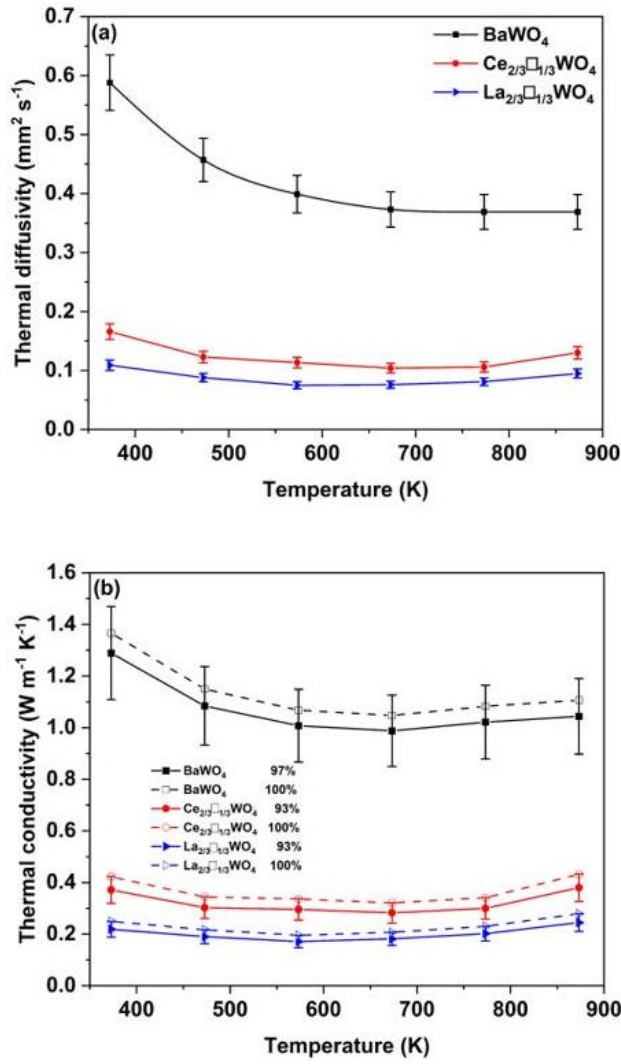 (a)
BaWO₄
Ce₂/₃□₁/₃WO₄
La₂/₃□₁/₃WO₄
Thermal diffusivity (mm² s⁻¹)
0.7
0.6
0.5
0.4
0.3
0.2
0.1
0.0
400 500 600 700 800 900
Temperature (K)
(b)
Thermal conductivity (W m⁻¹ K⁻¹)
1.6
1.4
1.2
1.0
0.8
0.6
0.4
0.2
0.0
BaWO₄ 97%
BaWO₄ 100%
Ce₂/₃□₁/₃WO₄ 93%
Ce₂/₃□₁/₃WO₄ 100%
La₂/₃□₁/₃WO₄ 93%
La₂/₃□₁/₃WO₄ 100%
400 500 600 700 800 900
Temperature (K)